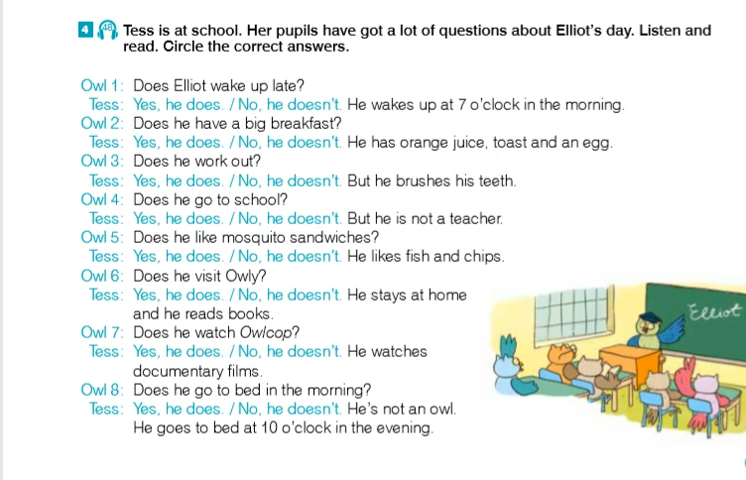 4 48 Tess is at school. Her pupils have got a lot of questions about Elliot's day. Listen and
read. Circle the correct answers.
Owl 1: Does Elliot wake up late?
Tess: Yes, he does. / No, he doesn't. He wakes up at 7 o'clock in the morning.
Owl 2: Does he have a big breakfast?
Tess: Yes, he does. / No, he doesn't. He has orange juice, toast and an egg.
Owl 3: Does he work out?
Tess: Yes, he does. / No, he doesn't. But he brushes his teeth.
Owl 4: Does he go to school?
Tess: Yes, he does. / No, he doesn't. But he is not a teacher.
Owl 5: Does he like mosquito sandwiches?
Tess: Yes, he does. / No, he doesn't. He likes fish and chips.
Owl 6: Does he visit Owly?
Tess: Yes, he does. / No, he doesn't. He stays at home
and he reads books.
Owl 7: Does he watch Owlcop?
Tess: Yes, he does. / No, he doesn't. He watches
documentary films.
Owl 8: Does he go to bed in the morning?
Tess: Yes, he does. / No, he doesn't. He's not an owl.
He goes to bed at 10 o'clock in the evening.
Elliot